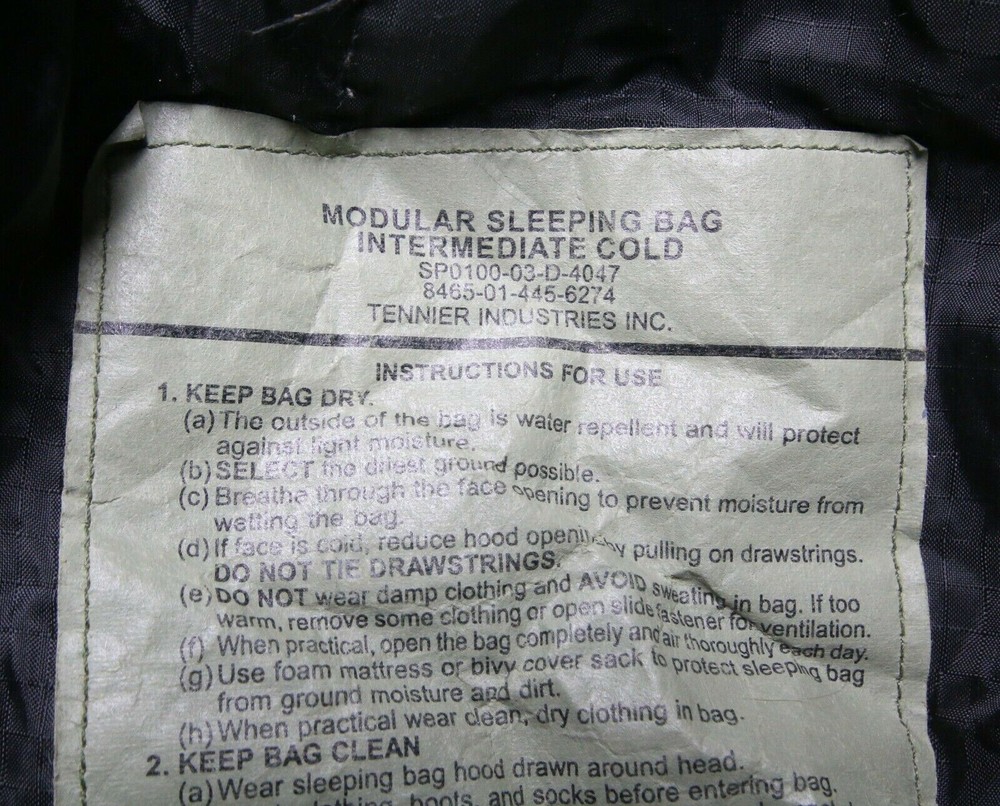 MODULAR SLEEPING BAG
INTERMEDIATE COLD
SP0100-03-D-4047
8465-01-445-6274
TENNIER INDUSTRIES INC.
INSTRUCTIONS FOR USE
1. KEEP BAG DRY.
(a) The outside of the bag is water repellent and will protect
against light moisture.
(b) SELECT the driest ground possible.
(c) Breathe through the face opening to prevent moisture from
wetting the bag.
(d) If face is cold, reduce hood opening by pulling on drawstrings.
DO NOT TIE DRAWSTRINGS.
(e) DO NOT wear damp clothing and AVOID sweating in bag. If too
warm, remove some clothing or open slide fastener for ventilation.
(f) When practical, open the bag completely and air thoroughly each day.
(g) Use foam mattress or bivy cover sack to protect sleeping bag
from ground moisture and dirt.
(h) When practical wear clean, dry clothing in bag.
2. KEEP BAG CLEAN
(a) Wear sleeping bag hood drawn around head.
clothing, boots, and socks before entering bag.